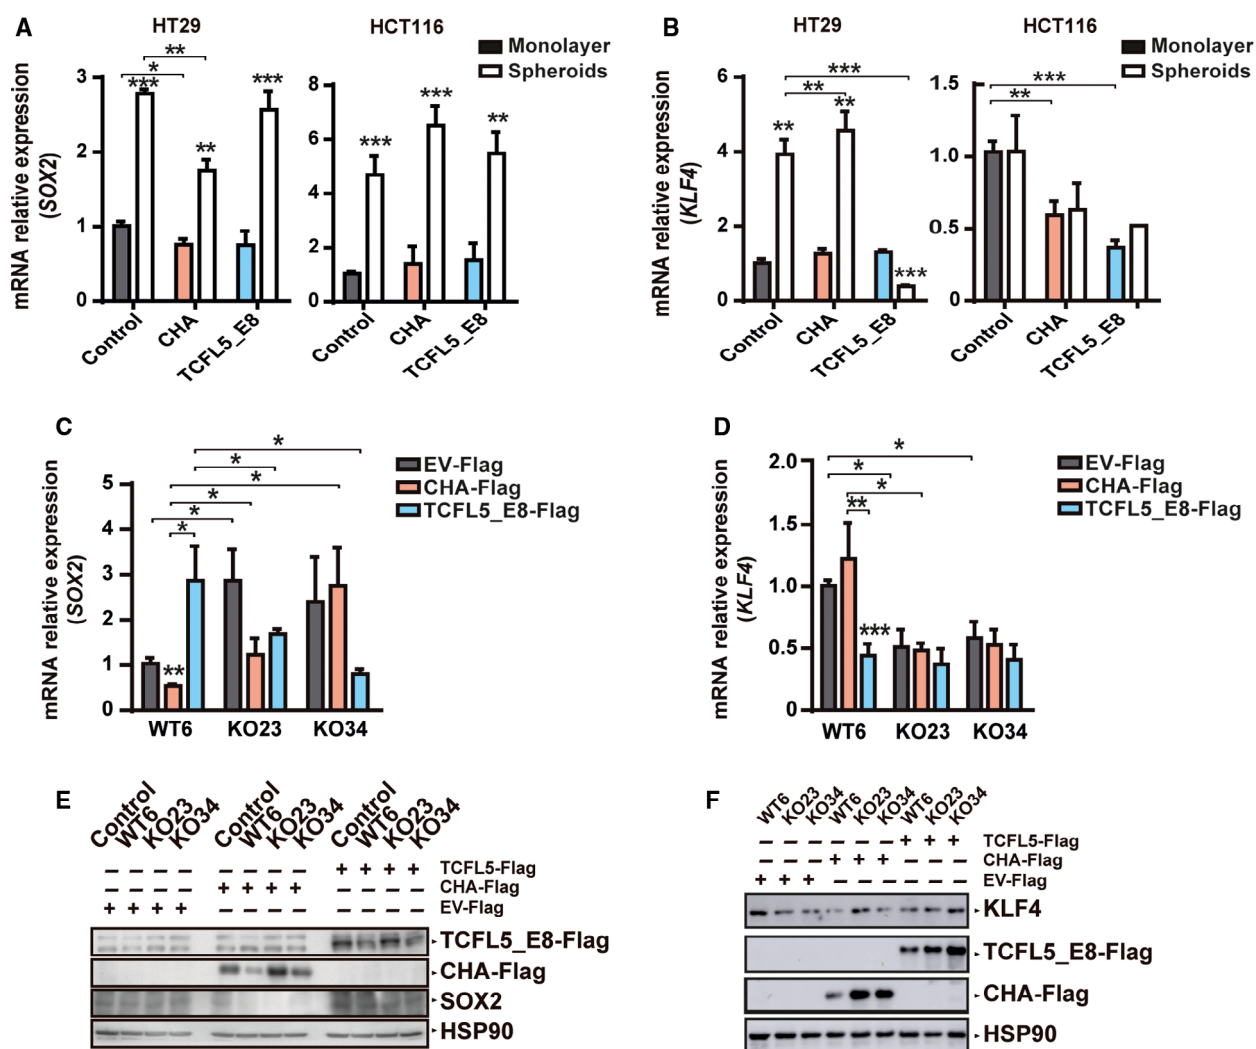 A
HT29
HCT116
Monolayer
Spheroids
mRNA relative expression
(SOX2)
3
2
1
0
**
*
***
**
***
Control
CHA
TCFL5_E8
8
6
4
2
0
***
***
**
Control
CHA
TCFL5_E8
B
HT29
HCT116
Monolayer
Spheroids
mRNA relative expression
(KLF4)
6
4
2
0
***
**
**
**
***
Control
CHA
TCFL5_E8
1.5
1.0
0.5
0
***
**
Control
CHA
TCFL5_E8
C
mRNA relative expression
(SOX2)
5
4
3
2
1
0
*
*
*
*
*
*
**
WT6
KO23
KO34
EV-Flag
CHA-Flag
TCFL5_E8-Flag
D
mRNA relative expression
(KLF4)
2.0
1.5
1.0
0.5
0
*
*
*
**
***
WT6
KO23
KO34
EV-Flag
CHA-Flag
TCFL5_E8-Flag
E
Control WT6 KO23 KO34 Control WT6 KO23 KO34 Control WT6 KO23 KO34
− − − − − − − − + + + + TCFL5-Flag
− − − − + + + + − − − − CHA-Flag
+ + + + − − − − − − − − EV-Flag
TCFL5_E8-Flag
CHA-Flag
SOX2
HSP90
F
WT6 KO23 KO34 WT6 KO23 KO34 WT6 KO23 KO34
− − − − − − + + + TCFL5-Flag
− − − + + + − − − CHA-Flag
+ + + − − − − − − EV-Flag
KLF4
TCFL5_E8-Flag
CHA-Flag
HSP90